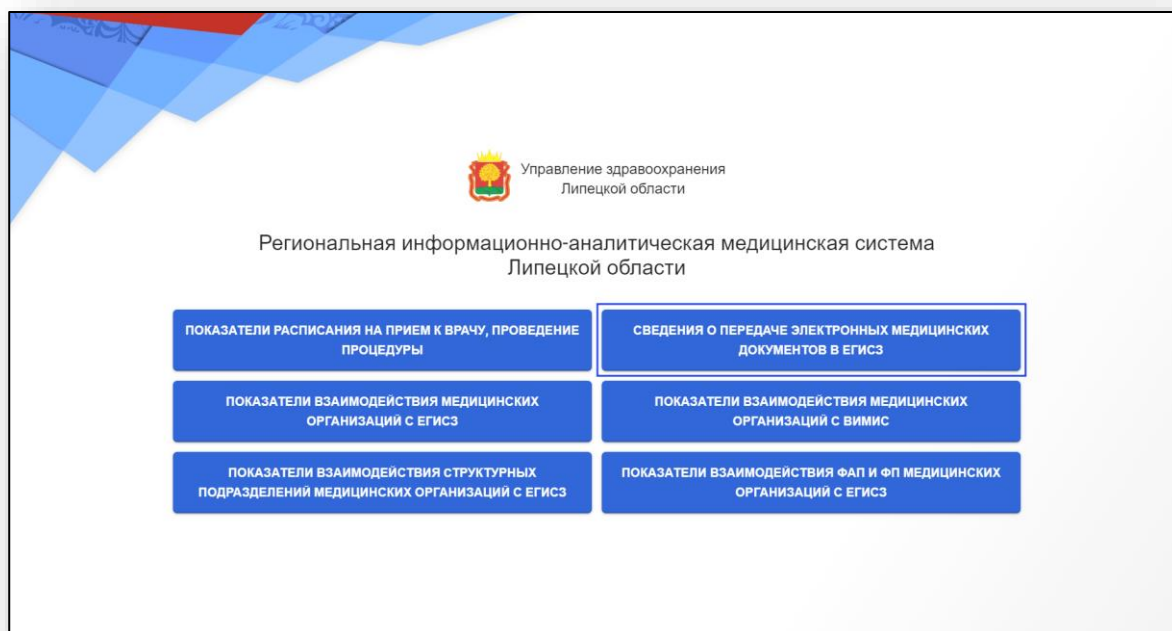 Управление здравоохранения
Липецкой области
Региональная информационно-аналитическая медицинская система
Липецкой области
ПОКАЗАТЕЛИ РАСПИСАНИЯ НА ПРИЕМ К ВРАЧУ, ПРОВЕДЕНИЕ
ПРОЦЕДУРЫ
СВЕДЕНИЯ О ПЕРЕДАЧЕ ЭЛЕКТРОННЫХ МЕДИЦИНСКИХ
ДОКУМЕНТОВ В ЕГИСЗ
ПОКАЗАТЕЛИ ВЗАИМОДЕЙСТВИЯ МЕДИЦИНСКИХ
ОРГАНИЗАЦИЙ С ЕГИСЗ
ПОКАЗАТЕЛИ ВЗАИМОДЕЙСТВИЯ МЕДИЦИНСКИХ
ОРГАНИЗАЦИЙ С ВИМИС
ПОКАЗАТЕЛИ ВЗАИМОДЕЙСТВИЯ СТРУКТУРНЫХ
ПОДРАЗДЕЛЕНИЙ МЕДИЦИНСКИХ ОРГАНИЗАЦИЙ С ЕГИСЗ
ПОКАЗАТЕЛИ ВЗАИМОДЕЙСТВИЯ ФАП И ФП МЕДИЦИНСКИХ
ОРГАНИЗАЦИЙ С ЕГИСЗ